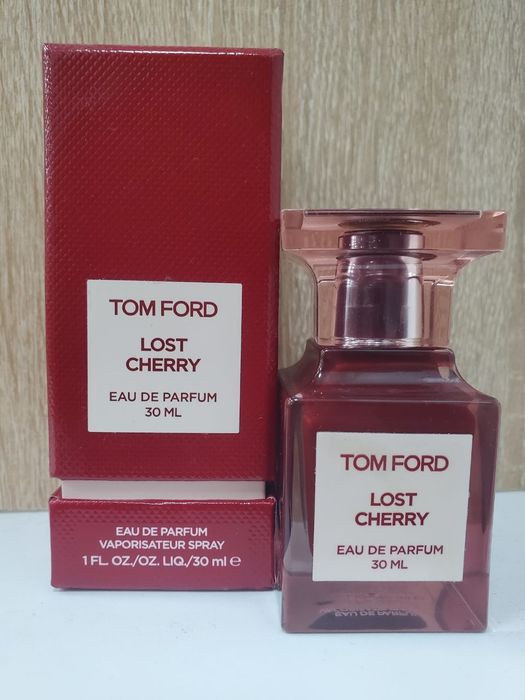 TOM FORD
LOST
CHERRY
EAU DE PARFUM
30 ML
EAU DE PARFUM
VAPORISATEUR SPRAY
1 FL. OZ./OZ. LIQ./30 ml e
TOM FORD
LOST
CHERRY
EAU DE PARFUM
30 ML